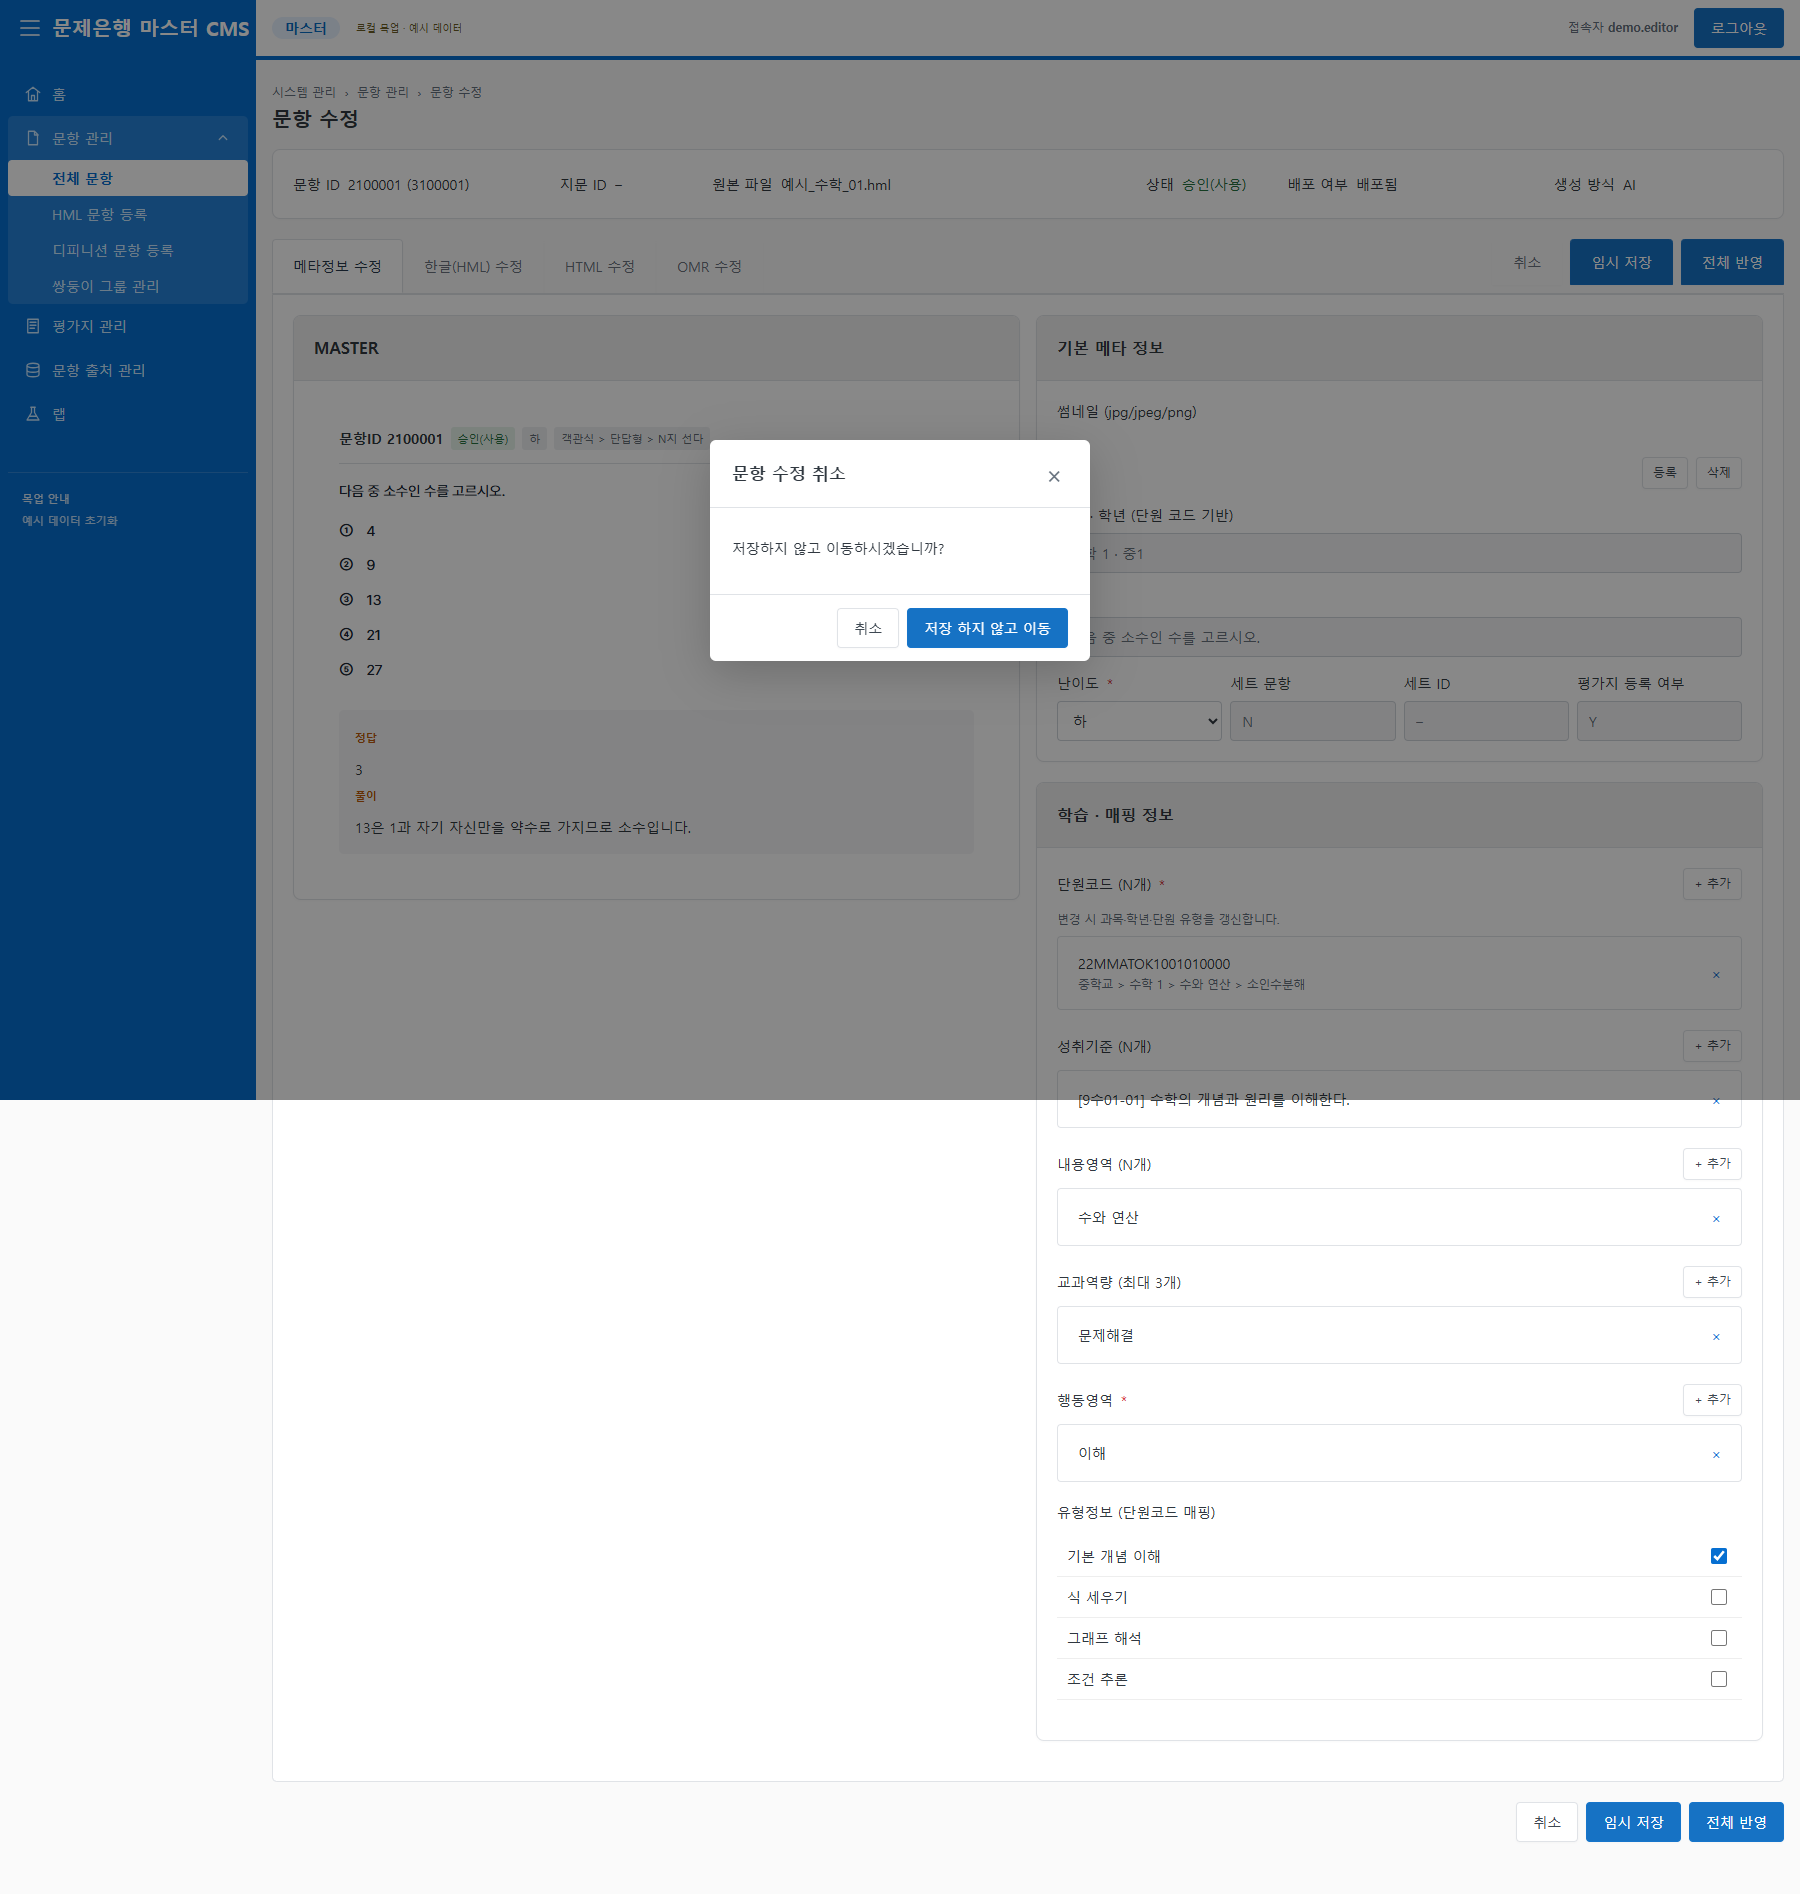 문제은행 마스터 CMS
마스터
로컬 목업 · 예시 데이터
접속자 demo.editor
로그아웃
홈
문항 관리
전체 문항
HML 문항 등록
디피니션 문항 등록
쌍둥이 그룹 관리
평가지 관리
문항 출처 관리
랩
목업 안내
예시 데이터 초기화
시스템 관리 › 문항 관리 › 문항 수정
문항 수정
문항 ID 2100001 (3100001)
지문 ID –
원본 파일 예시_수학_01.hml
상태 승인(사용)
배포 여부 배포됨
생성 방식 AI
메타정보 수정
한글(HML) 수정
HTML 수정
OMR 수정
취소
임시 저장
전체 반영
MASTER
문항ID 2100001 승인(사용) 하 객관식 > 단답형 > N지 선다
다음 중 소수인 수를 고르시오.
① 4
② 9
③ 13
④ 21
⑤ 27
정답
3
풀이
13은 1과 자기 자신만을 약수로 가지므로 소수입니다.
문항 수정 취소
×
저장하지 않고 이동하시겠습니까?
취소
저장 하지 않고 이동
기본 메타 정보
썸네일 (jpg/jpeg/png)
등록
삭제
· 학년 (단원 코드 기반)
1 · 중1
중 소수인 수를 고르시오.
난이도 *
세트 문항
세트 ID
평가지 등록 여부
하
N
–
Y
학습 · 매핑 정보
단원코드 (N개) *
+ 추가
변경 시 과목·학년·단원 유형을 갱신합니다.
22MMATOK1001010000
중학교 > 수학 1 > 수와 연산 > 소인수분해
×
성취기준 (N개)
+ 추가
[9수01-01] 수학의 개념과 원리를 이해한다.
×
내용영역 (N개)
+ 추가
수와 연산
×
교과역량 (최대 3개)
+ 추가
문제해결
×
행동영역 *
+ 추가
이해
×
유형정보 (단원코드 매핑)
기본 개념 이해
식 세우기
그래프 해석
조건 추론
취소
임시 저장
전체 반영